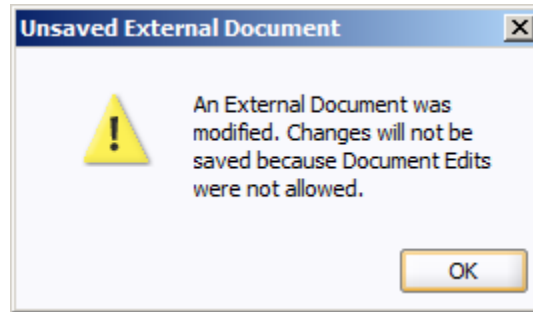 Unsaved External Document
An External Document was
modified. Changes will not be
saved because Document Edits
were not allowed.
OK